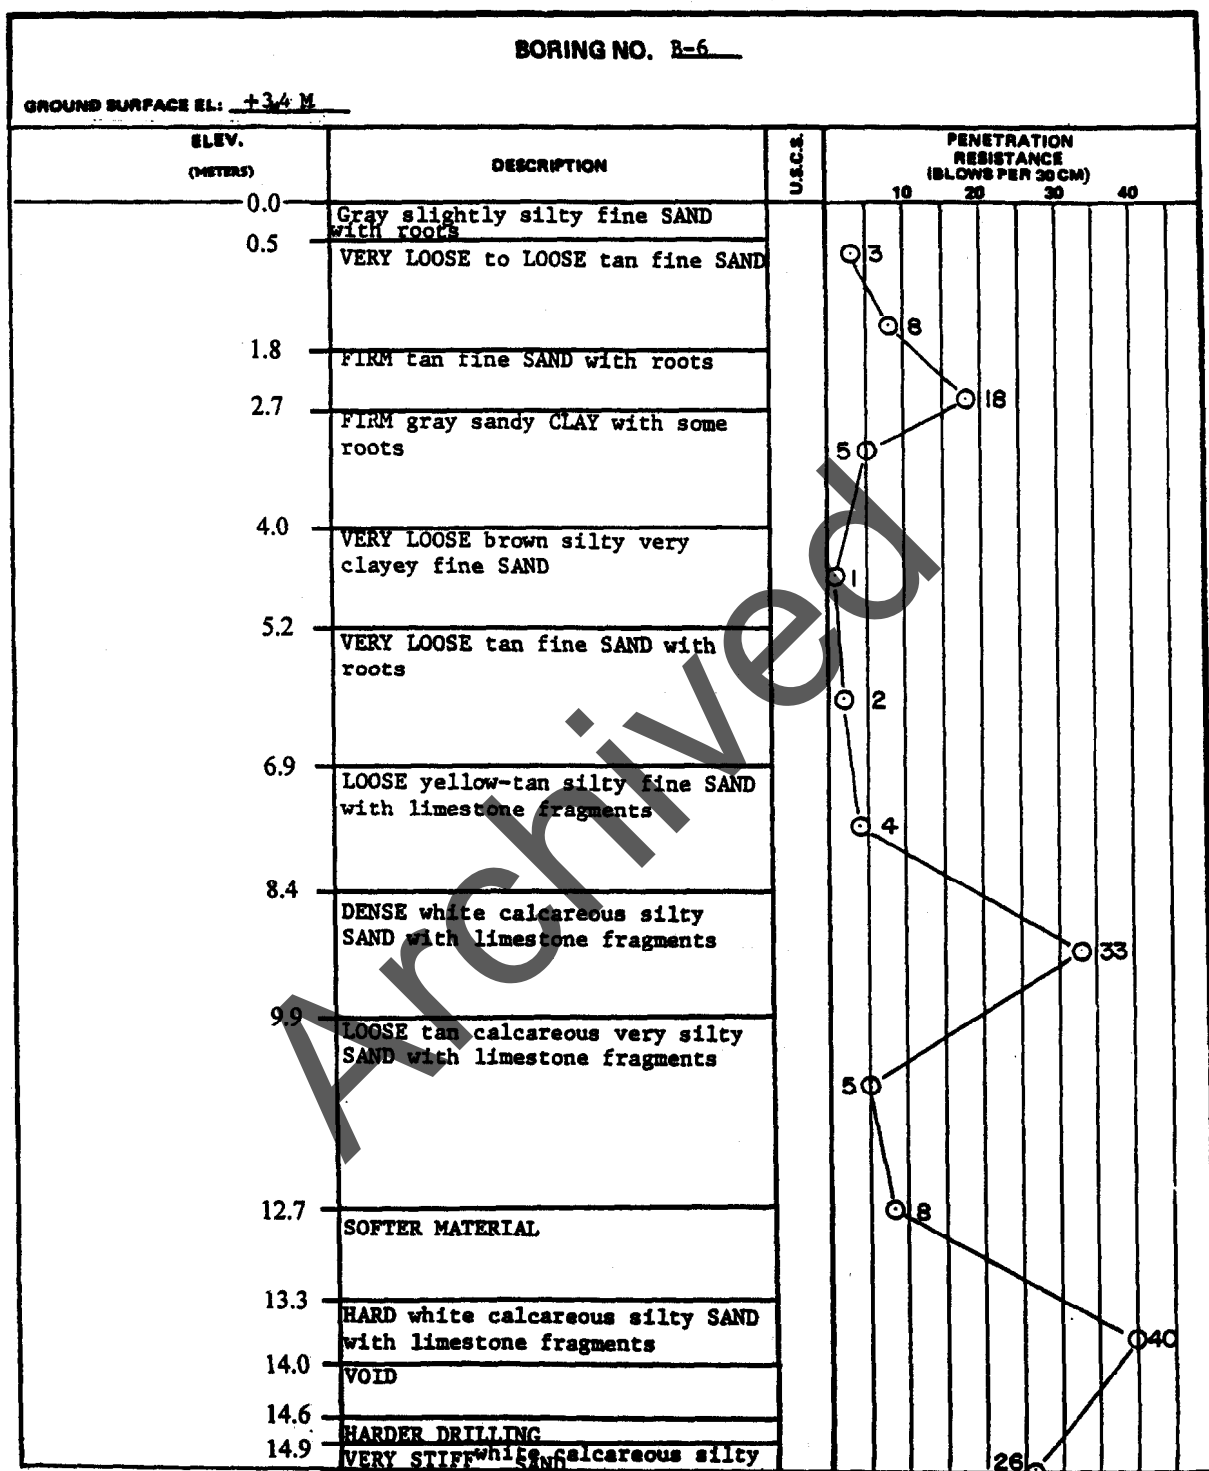 BORING NO. B-6
GROUND SURFACE EL: +3.4 M
ELEV.
(METERS)
DESCRIPTION
U.S.C.S.
PENETRATION
RESISTANCE
(BLOWS PER 30 CM)
10 20 30 40
0.0
Gray slightly silty fine SAND
with roots
0.5
VERY LOOSE to LOOSE tan fine SAND
3
8
1.8
FIRM tan fine SAND with roots
18
2.7
FIRM gray sandy CLAY with some
roots
5
4.0
VERY LOOSE brown silty very
clayey fine SAND
1
5.2
VERY LOOSE tan fine SAND with
roots
2
6.9
LOOSE yellow-tan silty fine SAND
with limestone fragments
4
8.4
DENSE white calcareous silty
SAND with limestone fragments
33
9.9
LOOSE tan calcareous very silty
SAND with limestone fragments
5
12.7
8
SOFTER MATERIAL
13.3
HARD white calcareous silty SAND
with limestone fragments
40
14.0
VOID
14.6
HARDER DRILLING
14.9
VERY STIFF white calcareous silty
SAND
26
Archived